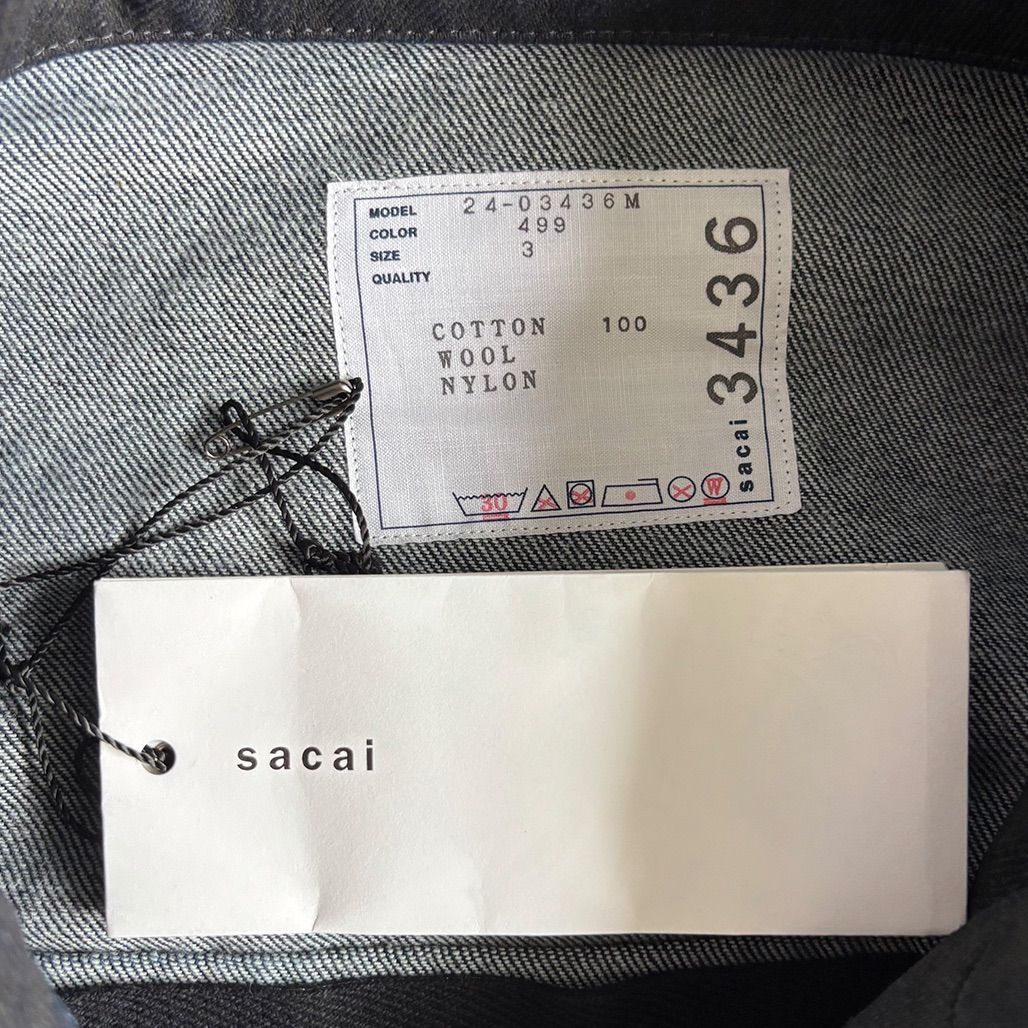 MODEL 24-03436M
COLOR 499
SIZE 3
QUALITY
COTTON 100
WOOL
NYLON
30 W
sacai 3436
sacai